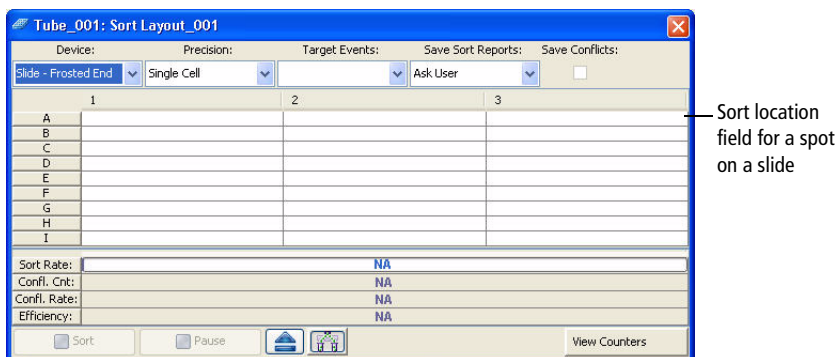 Tube_001: Sort Layout_001
Device: Precision: Target Events: Save Sort Reports: Save Conflicts:
Slide - Frosted End Single Cell Ask User
1 2 3
A
B
C
D
E
F
G
H
I
Sort location
field for a spot
on a slide
Sort Rate: NA
Confl. Cnt: NA
Confl. Rate: NA
Efficiency: NA
Sort Pause View Counters